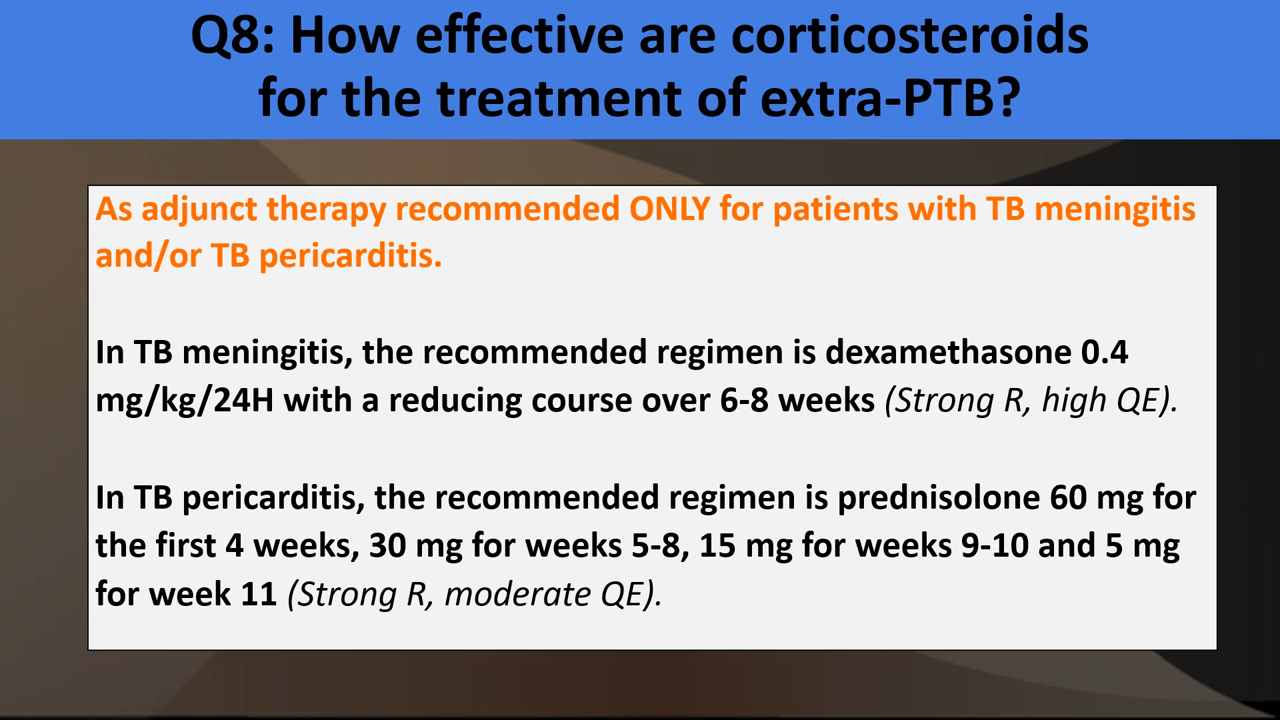 Q8: How effective are corticosteroids
for the treatment of extra-PTB?
As adjunct therapy recommended ONLY for patients with TB meningitis
and/or TB pericarditis.
In TB meningitis, the recommended regimen is dexamethasone 0.4
mg/kg/24H with a reducing course over 6-8 weeks (Strong R, high QE).
In TB pericarditis, the recommended regimen is prednisolone 60 mg for
the first 4 weeks, 30 mg for weeks 5-8, 15 mg for weeks 9-10 and 5 mg
for week 11 (Strong R, moderate QE).